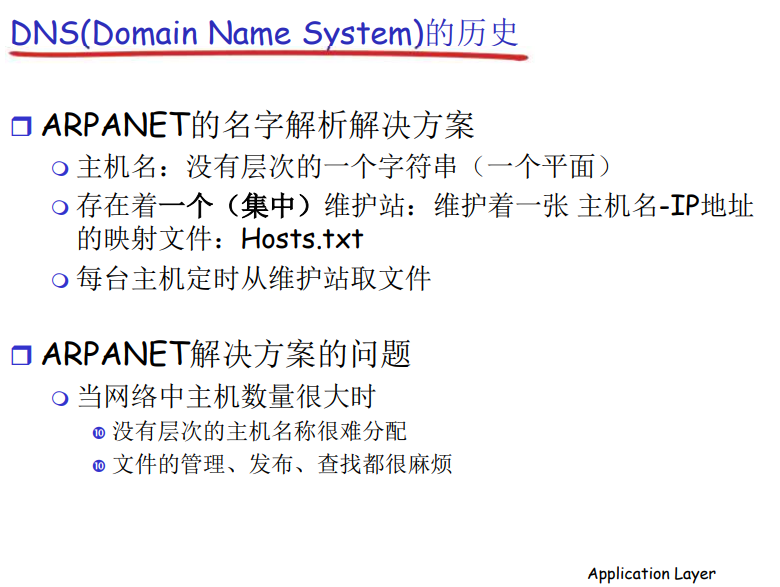 DNS(Domain Name System)的历史
ARPANET的名字解析解决方案
主机名：没有层次的一个字符串（一个平面）
存在着一个（集中）维护站：维护着一张 主机名-IP地址
的映射文件：Hosts.txt
每台主机定时从维护站取文件
ARPANET解决方案的问题
当网络中主机数量很大时
⓾ 没有层次的主机名称很难分配
⓾ 文件的管理、发布、查找都很麻烦
Application Layer